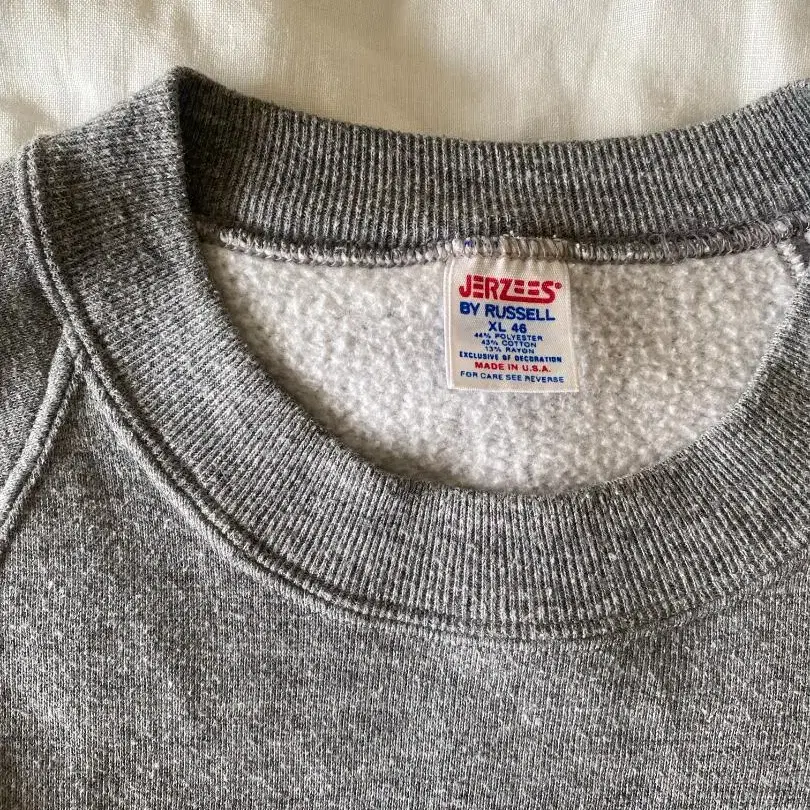 JERZEES®
BY RUSSELL
XL 46
44% POLYESTER
43% COTTON
13% RAYON
EXCLUSIVE OF DECORATION
MADE IN U.S.A.
FOR CARE SEE REVERSE